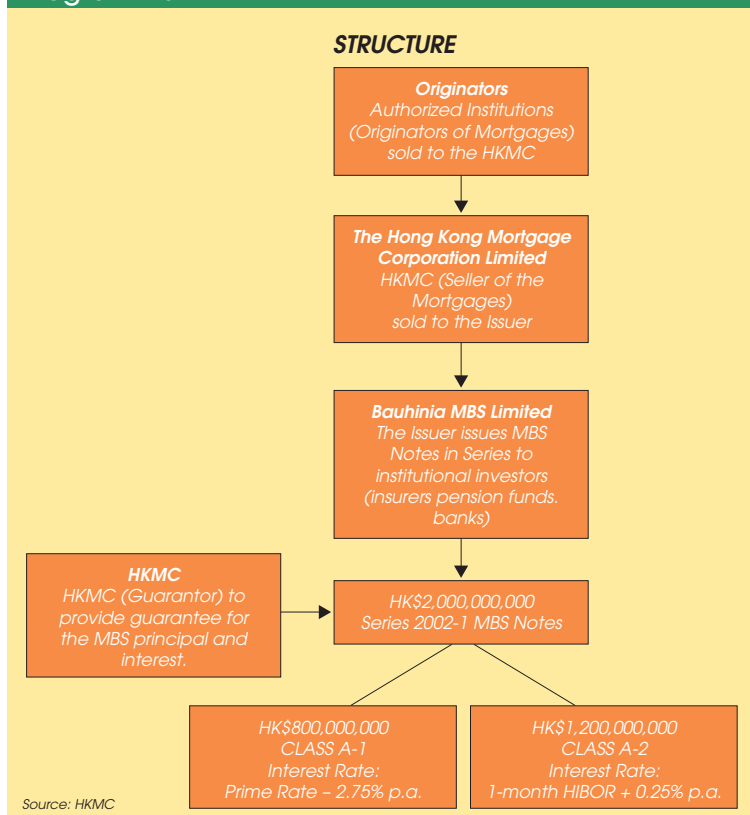 STRUCTURE
Originators
Authorized Institutions
(Originators of Mortgages)
sold to the HKMC
The Hong Kong Mortgage
Corporation Limited
HKMC (Seller of the
Mortgages)
sold to the Issuer
Bauhinia MBS Limited
The Issuer issues MBS
Notes in Series to
institutional investors
(insurers pension funds.
banks)
HKMC
HKMC (Guarantor) to
provide guarantee for
the MBS principal and
interest.
HK$2,000,000,000
Series 2002-1 MBS Notes
HK$800,000,000
CLASS A-1
Interest Rate:
Prime Rate – 2.75% p.a.
HK$1,200,000,000
CLASS A-2
Interest Rate:
1-month HIBOR + 0.25% p.a.
Source: HKMC